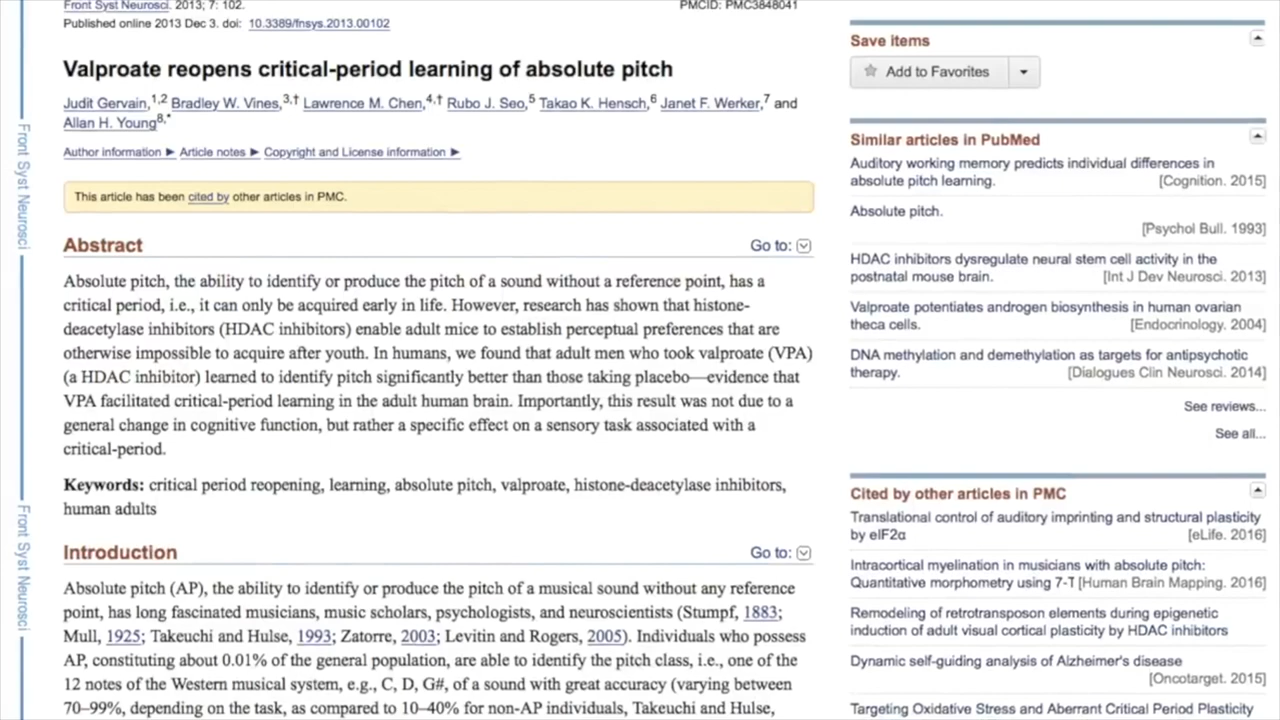 Front Syst Neurosci. 2013; 7: 102.
PMCID: PMC3848041
Published online 2013 Dec 3. doi: 10.3389/fnsys.2013.00102
Valproate reopens critical-period learning of absolute pitch
Judit Gervain,1,2 Bradley W. Vines,3,† Lawrence M. Chen,4,† Rubo J. Seo,5 Takao K. Hensch,6 Janet F. Werker,7 and
Allan H. Young8,*
Author information ▶ Article notes ▶ Copyright and License information ▶
This article has been cited by other articles in PMC.
Abstract
Go to:
Absolute pitch, the ability to identify or produce the pitch of a sound without a reference point, has a
critical period, i.e., it can only be acquired early in life. However, research has shown that histone-
deacetylase inhibitors (HDAC inhibitors) enable adult mice to establish perceptual preferences that are
otherwise impossible to acquire after youth. In humans, we found that adult men who took valproate (VPA)
(a HDAC inhibitor) learned to identify pitch significantly better than those taking placebo—evidence that
VPA facilitated critical-period learning in the adult human brain. Importantly, this result was not due to a
general change in cognitive function, but rather a specific effect on a sensory task associated with a
critical-period.
Keywords: critical period reopening, learning, absolute pitch, valproate, histone-deacetylase inhibitors,
human adults
Introduction
Go to:
Absolute pitch (AP), the ability to identify or produce the pitch of a musical sound without any reference
point, has long fascinated musicians, music scholars, psychologists, and neuroscientists (Stumpf, 1883;
Mull, 1925; Takeuchi and Hulse, 1993; Zatorre, 2003; Levitin and Rogers, 2005). Individuals who possess
AP, constituting about 0.01% of the general population, are able to identify the pitch class, i.e., one of the
12 notes of the Western musical system, e.g., C, D, G#, of a sound with great accuracy (varying between
70–99%, depending on the task, as compared to 10–40% for non-AP individuals, Takeuchi and Hulse,
Front Syst Neurosci
Front Syst Neurosci
Save items
Add to Favorites
Similar articles in PubMed
Auditory working memory predicts individual differences in
absolute pitch learning. [Cognition. 2015]
Absolute pitch.
[Psychol Bull. 1993]
HDAC inhibitors dysregulate neural stem cell activity in the
postnatal mouse brain. [Int J Dev Neurosci. 2013]
Valproate potentiates androgen biosynthesis in human ovarian
theca cells. [Endocrinology. 2004]
DNA methylation and demethylation as targets for antipsychotic
therapy. [Dialogues Clin Neurosci. 2014]
See reviews...
See all...
Cited by other articles in PMC
Translational control of auditory imprinting and structural plasticity
by eIF2α [eLife. 2016]
Intracortical myelination in musicians with absolute pitch:
Quantitative morphometry using 7-T [Human Brain Mapping. 2016]
Remodeling of retrotransposon elements during epigenetic
induction of adult visual cortical plasticity by HDAC inhibitors
Dynamic self-guiding analysis of Alzheimer's disease
[Oncotarget. 2015]
Targeting Oxidative Stress and Aberrant Critical Period Plasticity